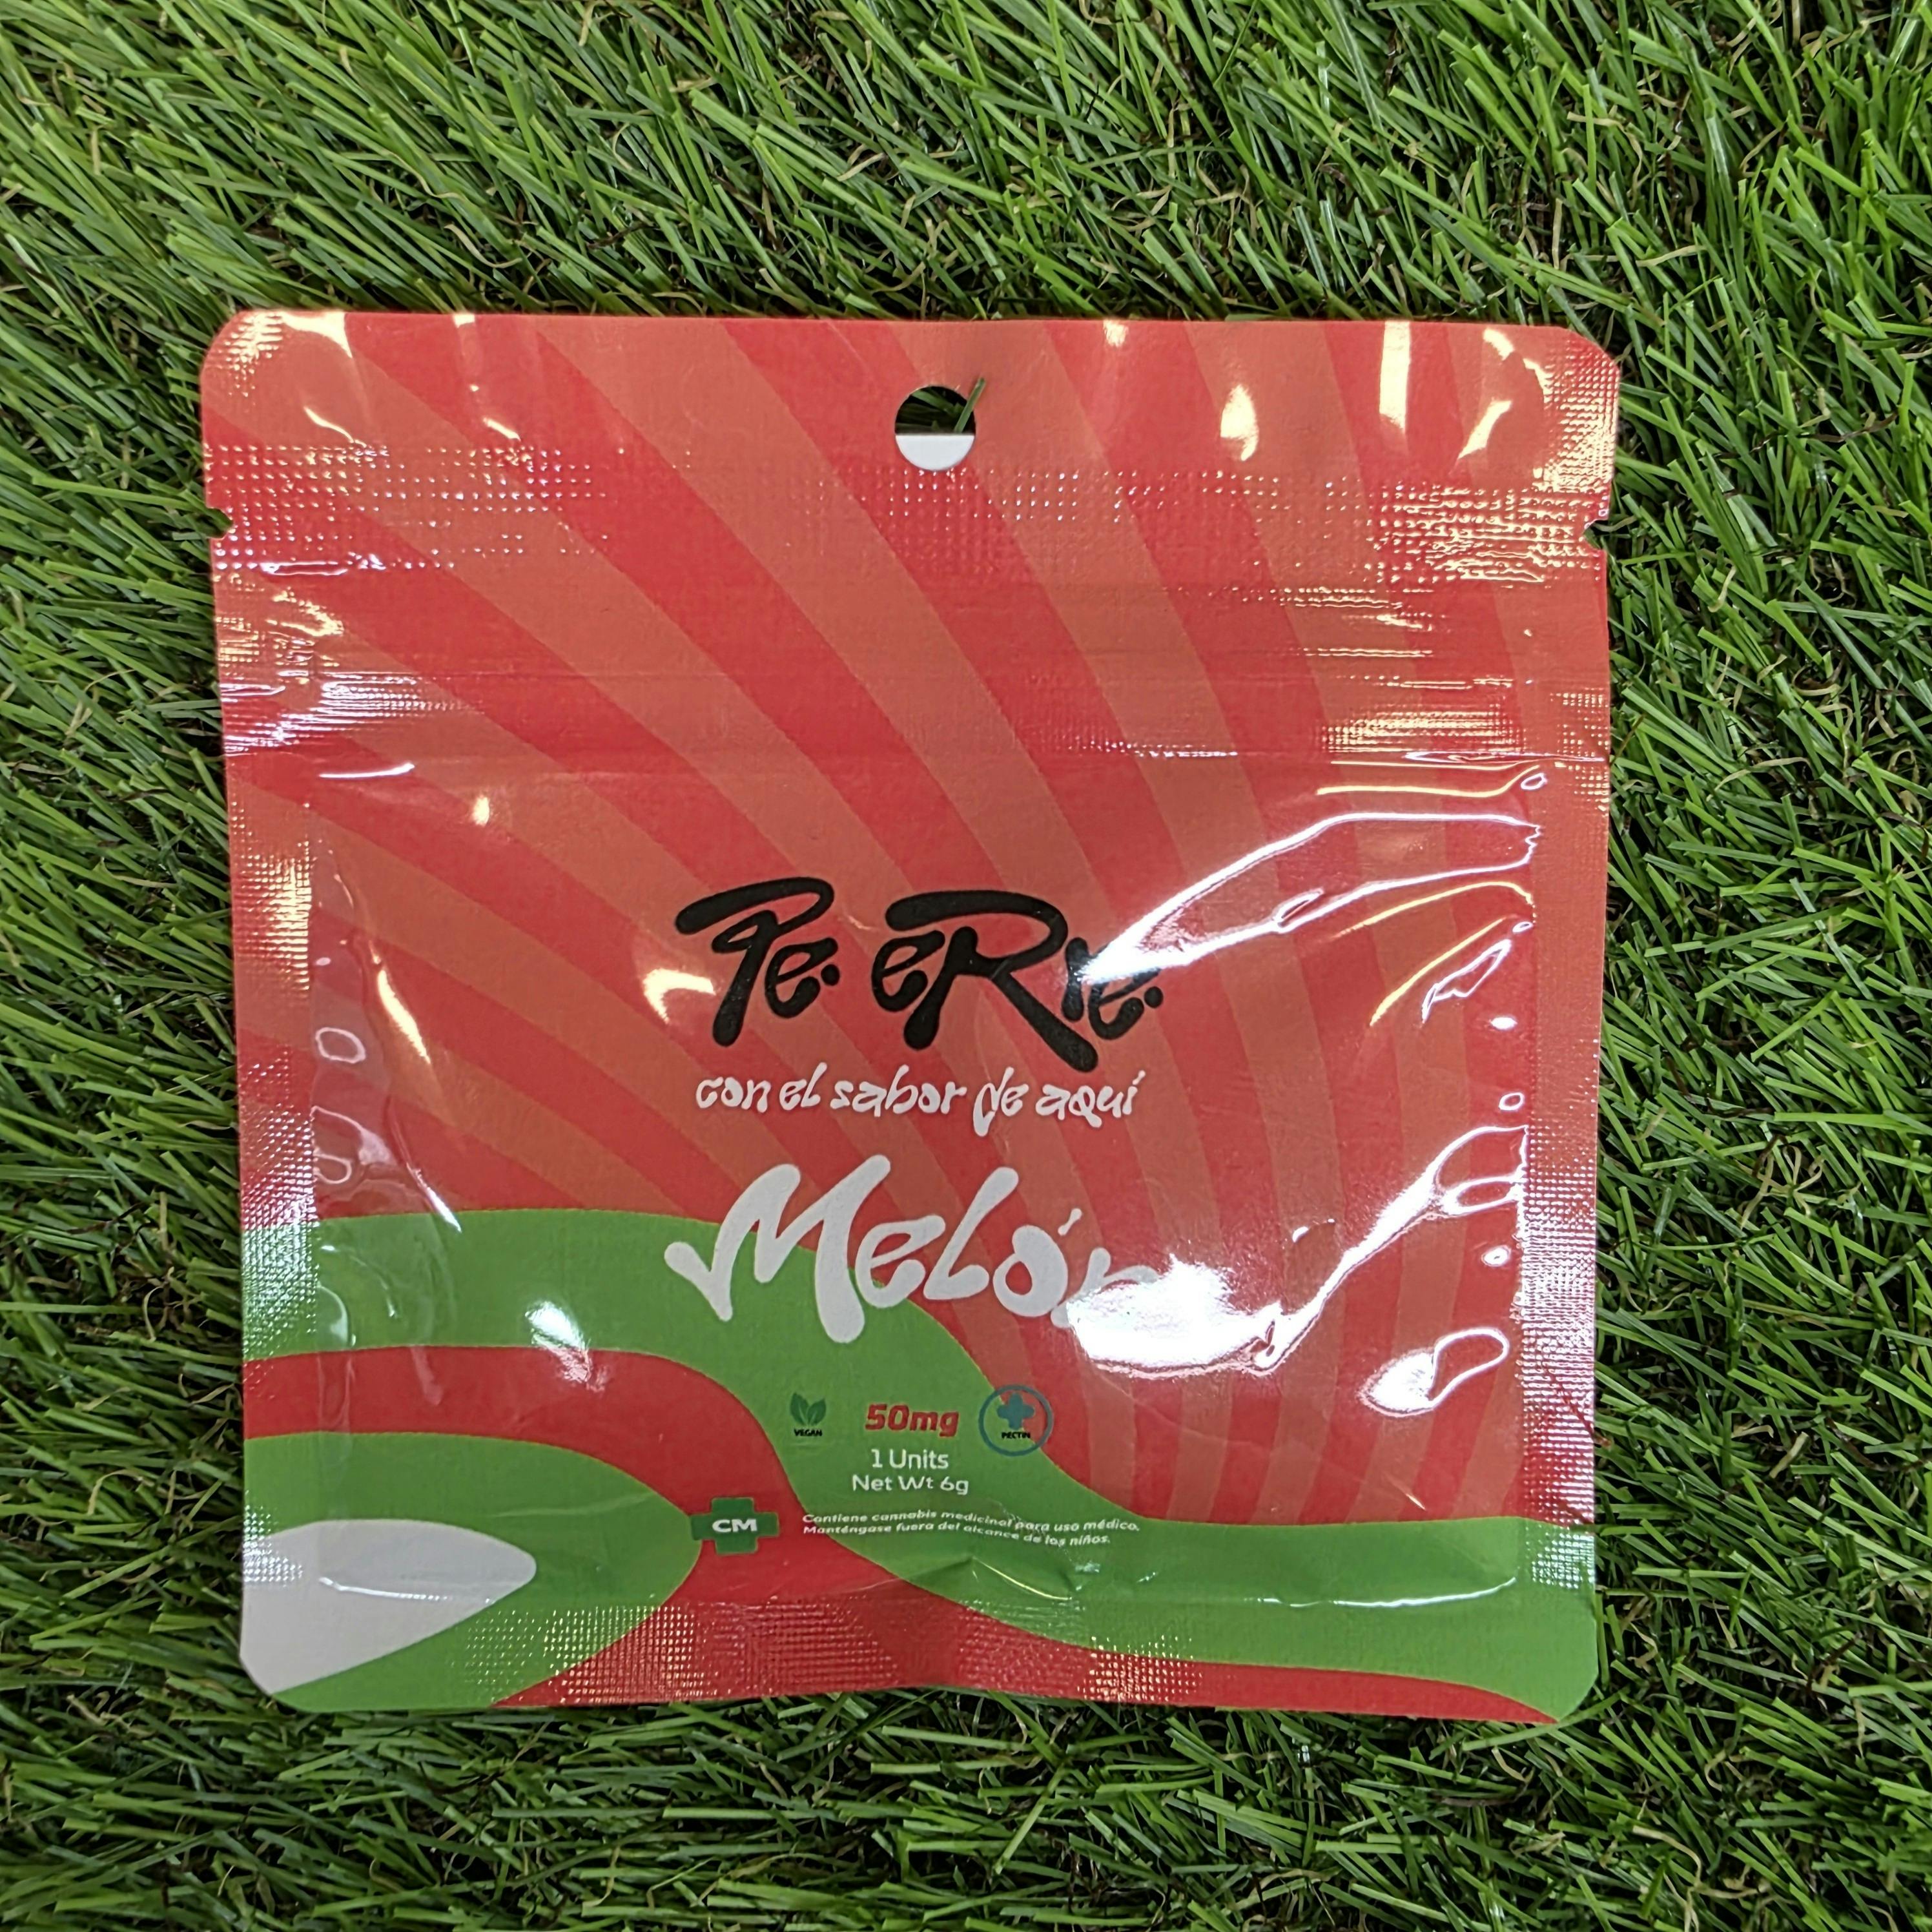 Pe eRre
con el sabor de aquí
Melón
VEGAN 50mg PECTIN
1 Units
Net Wt 6g
CM
Contiene cannabis medicinal para uso médico.
Manténgase fuera del alcance de los niños.